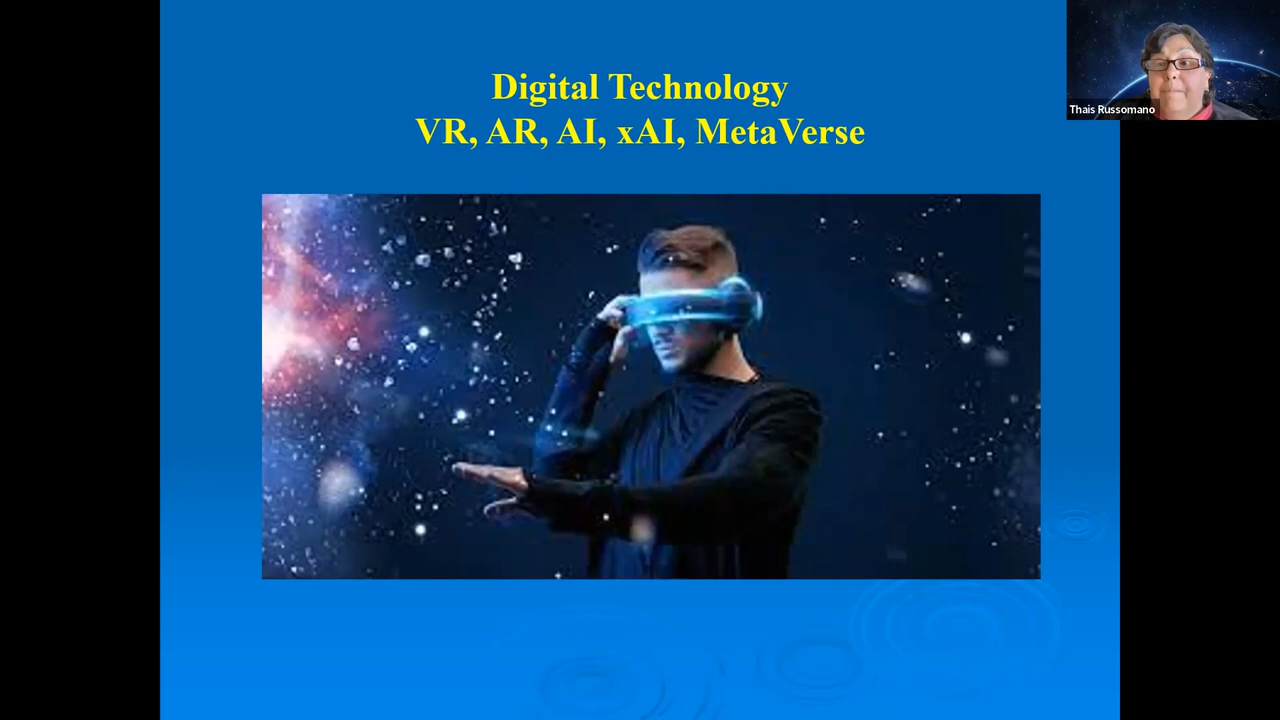 Digital Technology
VR, AR, AI, xAI, MetaVerse
Thais Russomano